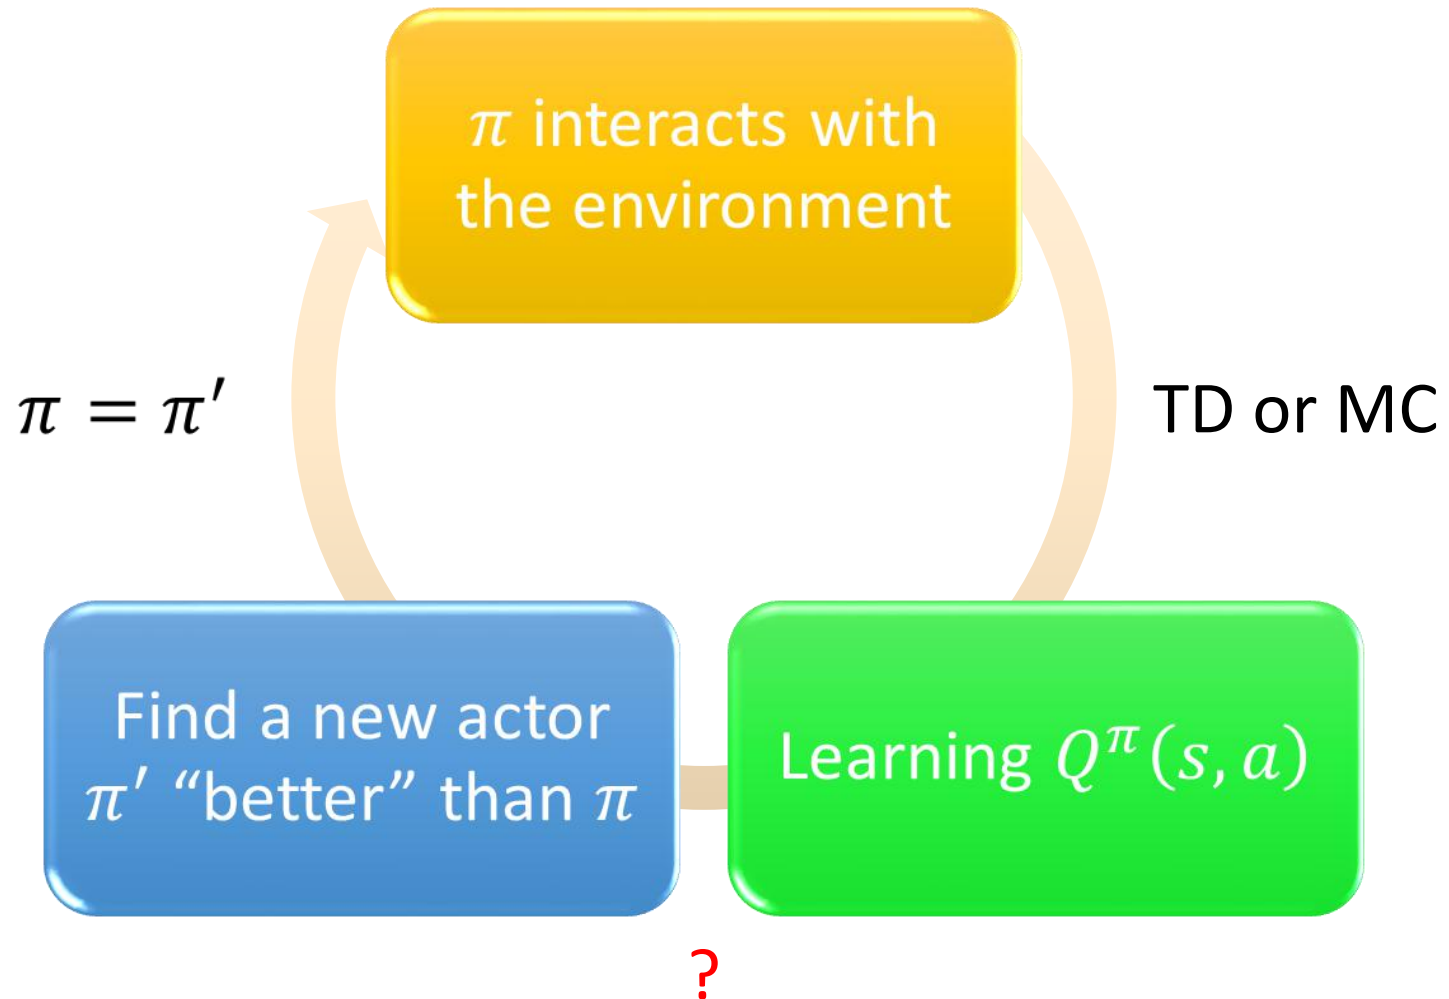 π interacts with
the environment
π = π′
TD or MC
Find a new actor
π′ “better” than π
Learning Q^π(s, a)
?